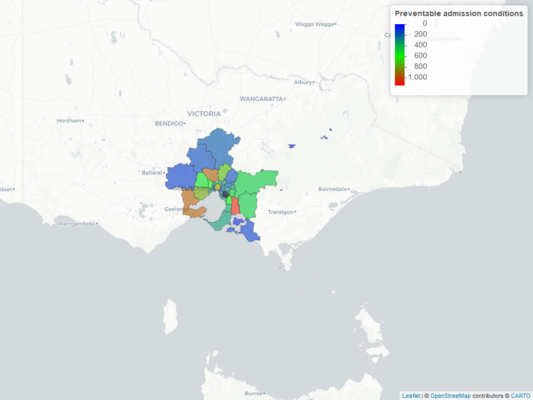 Preventable admission conditions
0
200
400
600
800
1,000
Wagga Wagga
Albury
WANGARATTA
VICTORIA
BENDIGO
Horsham
Ballarat
Geelon
Bairnsdale
Traralgon
Warrnambool
Burnie
Leaflet | © OpenStreetMap contributors © CARTO